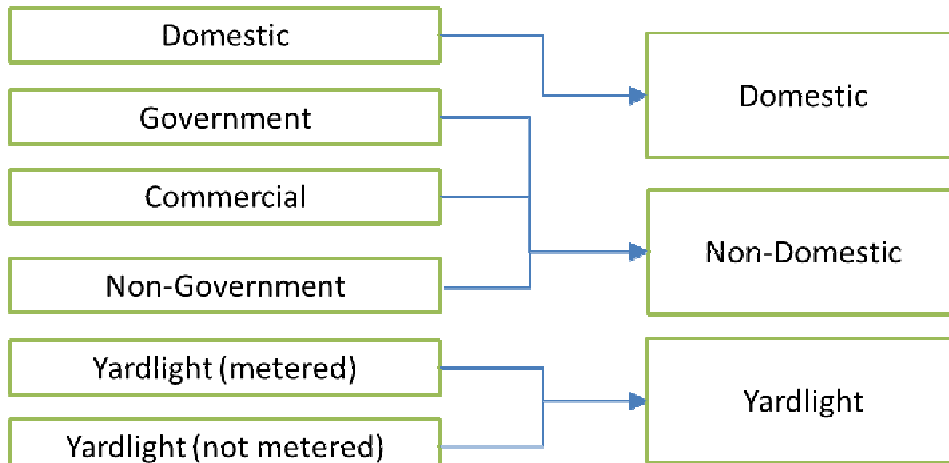 Domestic
Government
Commercial
Non-Government
Yardlight (metered)
Yardlight (not metered)
Domestic
Non-Domestic
Yardlight